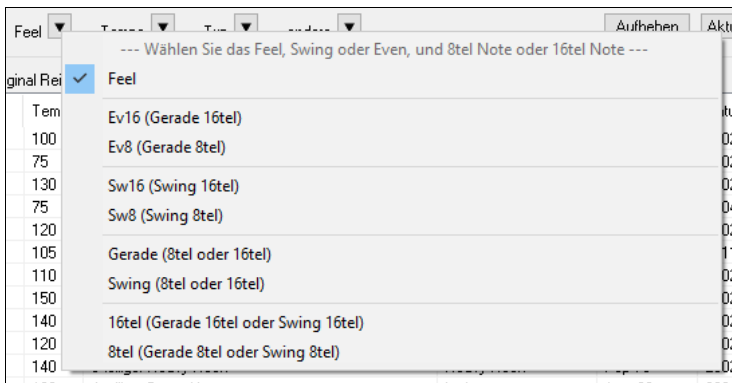 Feel
Aufheben
--- Wählen Sie das Feel, Swing oder Even, und 8tel Note oder 16tel Note ---
Feel
Ev16 (Gerade 16tel)
Ev8 (Gerade 8tel)
Sw16 (Swing 16tel)
Sw8 (Swing 8tel)
Gerade (8tel oder 16tel)
Swing (8tel oder 16tel)
16tel (Gerade 16tel oder Swing 16tel)
8tel (Gerade 8tel oder Swing 8tel)
ginal Rei
Tem
100
75
130
75
120
105
110
150
140
120
140